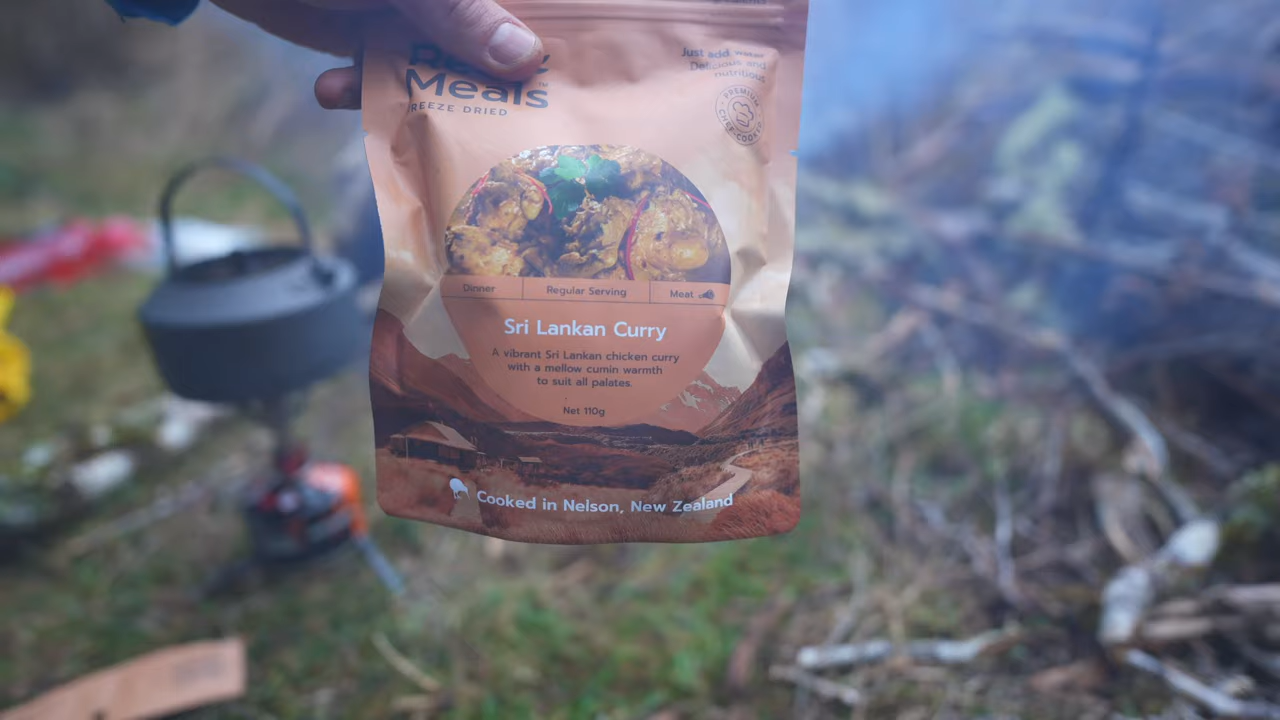 Meals
FREEZE DRIED
Just add water
Delicious and
nutritious
PREMIUM
CHEF-COOKED
Dinner
Regular Serving
Meat
Sri Lankan Curry
A vibrant Sri Lankan chicken curry
with a mellow cumin warmth
to suit all palates.
Net 110g
Cooked in Nelson, New Zealand